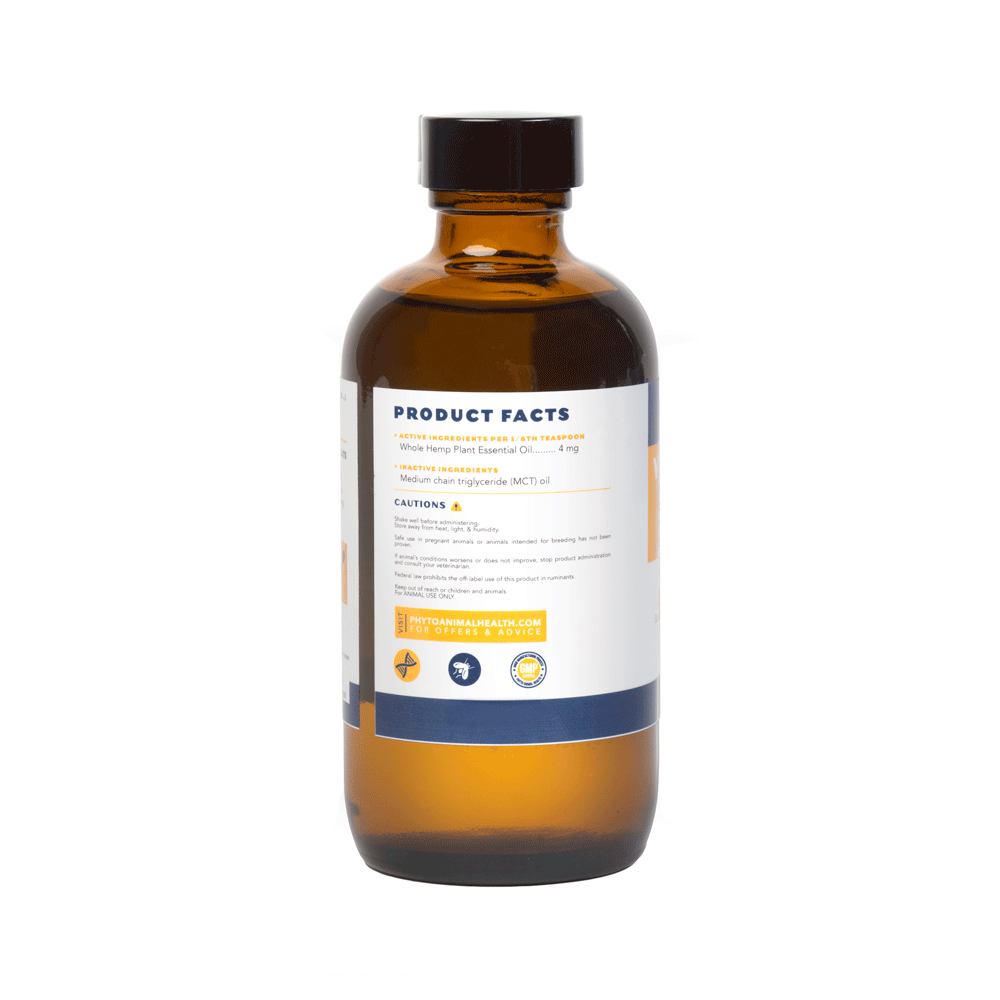 PRODUCT FACTS
• ACTIVE INGREDIENTS PER 1/6TH TEASPOON
Whole Hemp Plant Essential Oil......... 4 mg
• INACTIVE INGREDIENTS
Medium chain triglyceride (MCT) oil
CAUTIONS
Shake well before administering.
Store away from heat, light, & humidity.
Safe use in pregnant animals or animals intended for breeding has not been
proven.
If animal's conditions worsens or does not improve, stop product administration
and consult your veterinarian.
Federal law prohibits the off-label use of this product in ruminants.
Keep out of reach or children and animals
For ANIMAL USE ONLY.
VISIT
PHYTOANIMALHEALTH.COM
FOR OFFERS & ADVICE
GMP